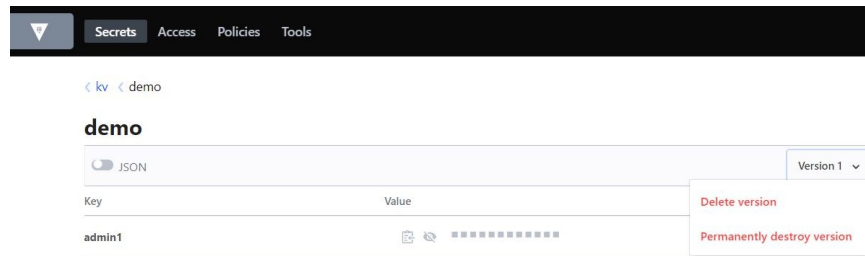 Secrets Access Policies Tools
kv demo
demo
JSON Version 1
Key Value
Delete version
admin1
Permanently destroy version